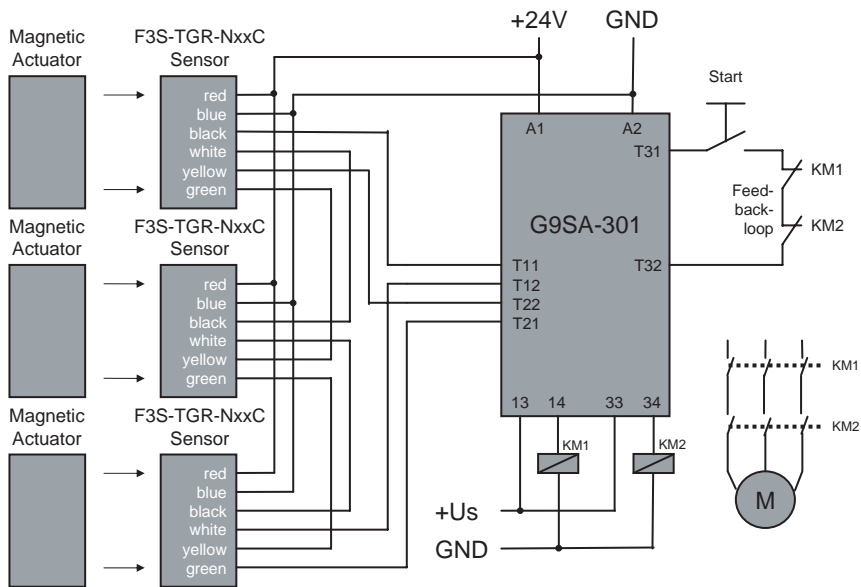 +24V GND
Magnetic
Actuator
F3S-TGR-NxxC
Sensor
red
blue
black
white
yellow
green
Magnetic
Actuator
F3S-TGR-NxxC
Sensor
red
blue
black
white
yellow
green
Magnetic
Actuator
F3S-TGR-NxxC
Sensor
red
blue
black
white
yellow
green
A1 A2
T31
G9SA-301
T11
T12
T22
T21
T32
13 14 33 34
Start
KM1
Feed-
back-
loop
KM2
KM1 KM2
+Us
GND
KM1
KM2
M